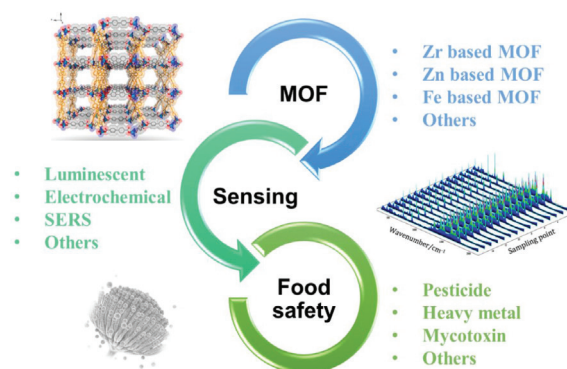 MOF
• Zr based MOF
• Zn based MOF
• Fe based MOF
• Others
• Luminescent
• Electrochemical
• SERS
• Others
Sensing
Wavenumber/cm⁻¹
Sampling point
Food
safety
• Pesticide
• Heavy metal
• Mycotoxin
• Others